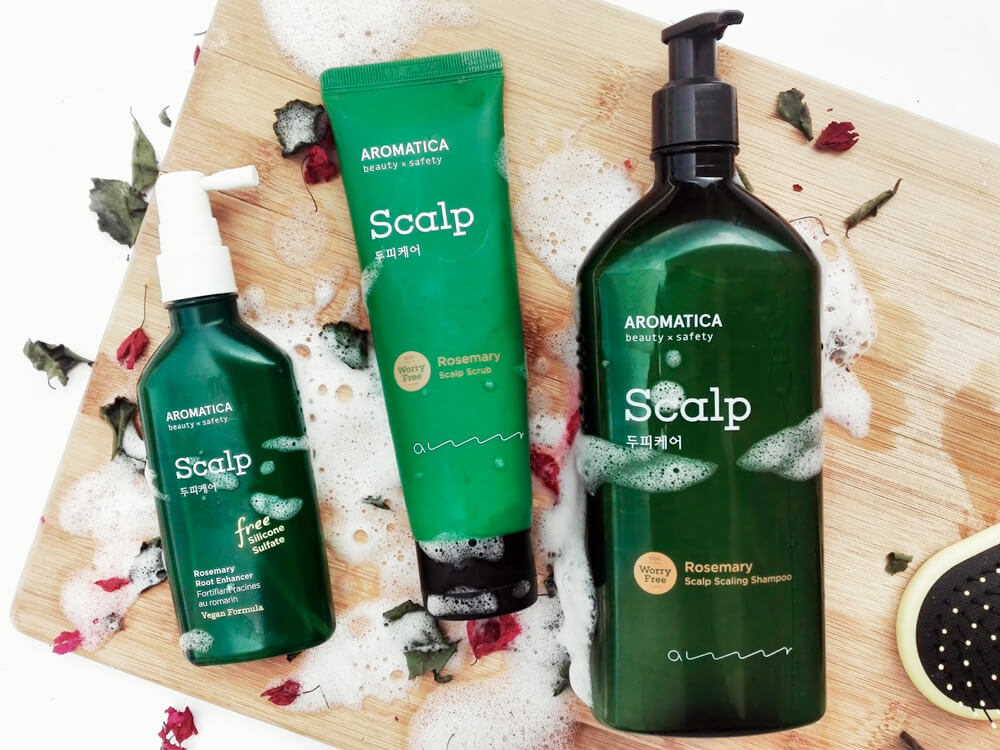 AROMATICA
beauty × safety
Scalp
두피케어
free
Silicone
Sulfate
Rosemary
Root Enhancer
Fortifiant racines
au romarin
Vegan Formula
AROMATICA
beauty × safety
Scalp
두피케어
Worry
Free
Rosemary
Scalp Scrub
AROMATICA
beauty × safety
Scalp
두피케어
Worry
Free
Rosemary
Scalp Scaling Shampoo